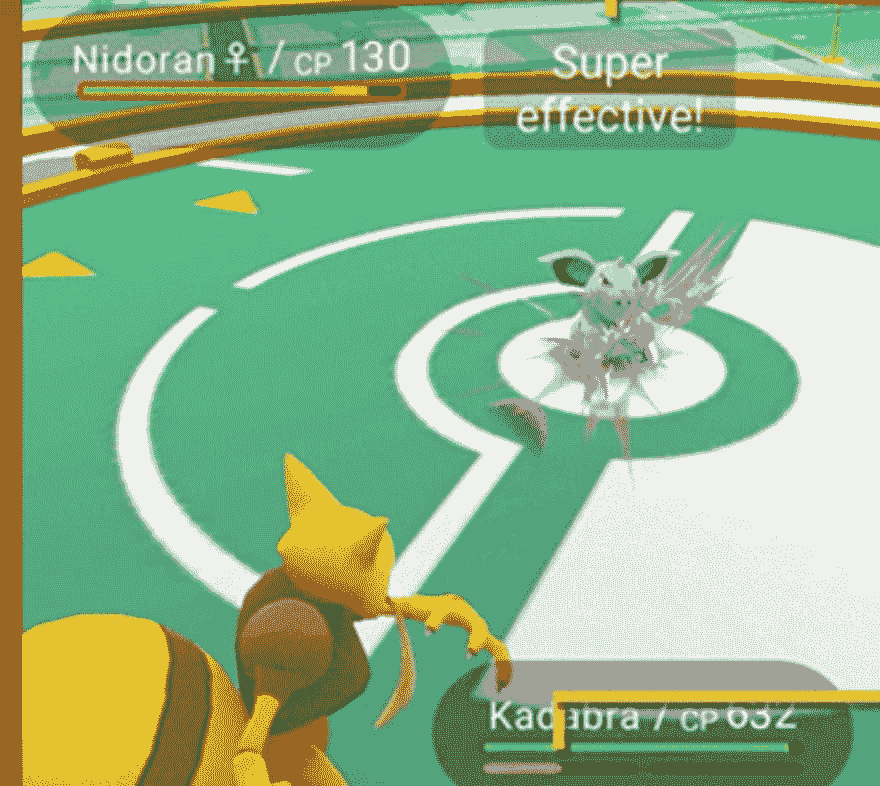 Nidoran♀ / CP 130
Super
effective!
Kadabra / CP 632